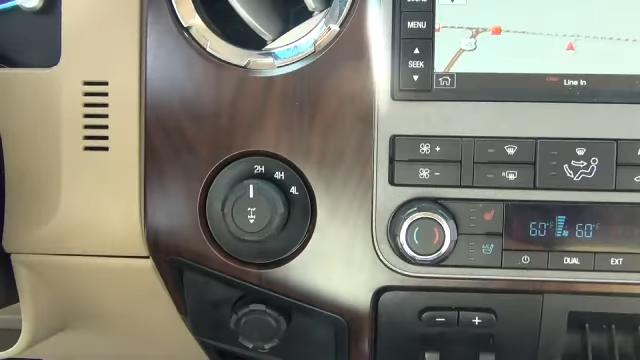 MENU
SEEK
Line In
2H 4H 4L
60°F 60°F
DUAL EXT